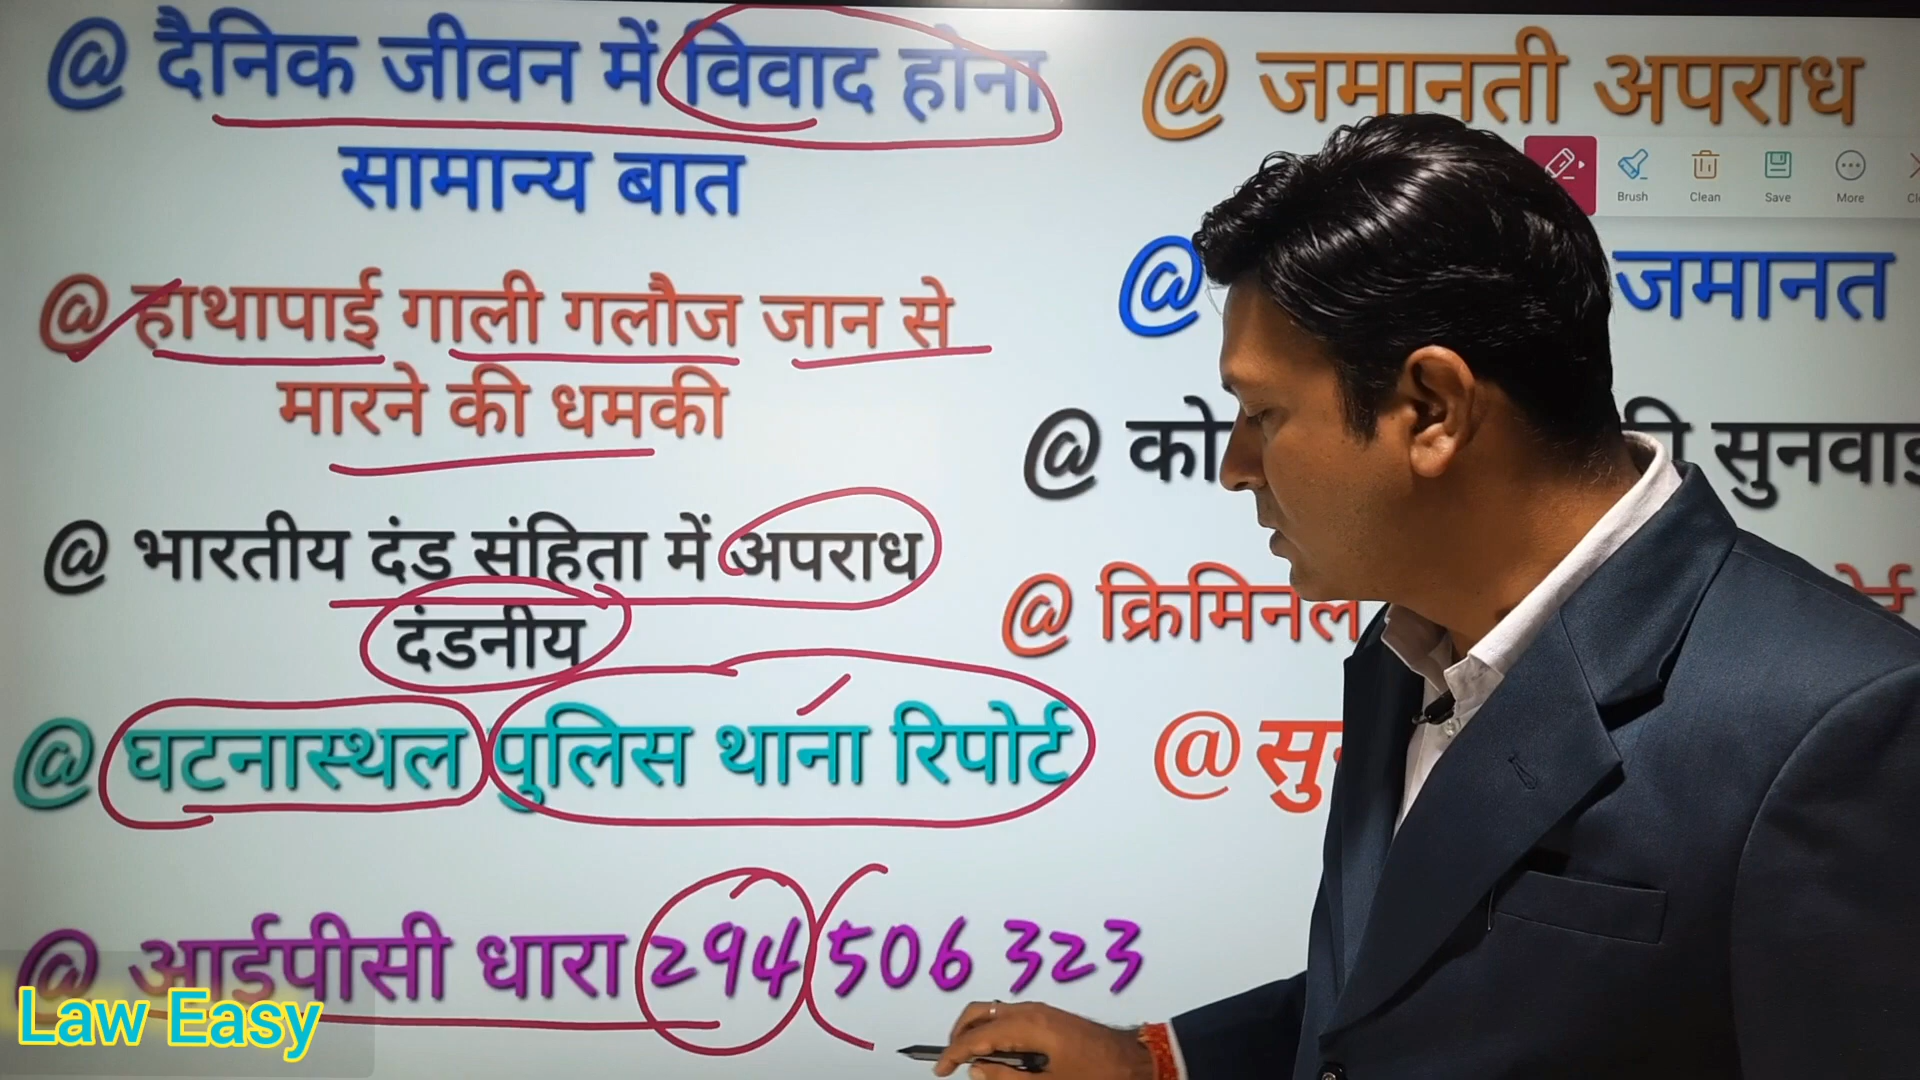 @ दैनिक जीवन में विवाद होना
सामान्य बात
@ हाथापाई गाली गलौज जान से
मारने की धमकी
@ भारतीय दंड संहिता में अपराध
दंडनीय
@ घटनास्थल पुलिस थाना रिपोर्ट
@ आईपीसी धारा 294 506 323
@ जमानती अपराध
Brush
Clean
Save
More
@ जमानत
@
@ क्रिमिनल
@
Law Easy